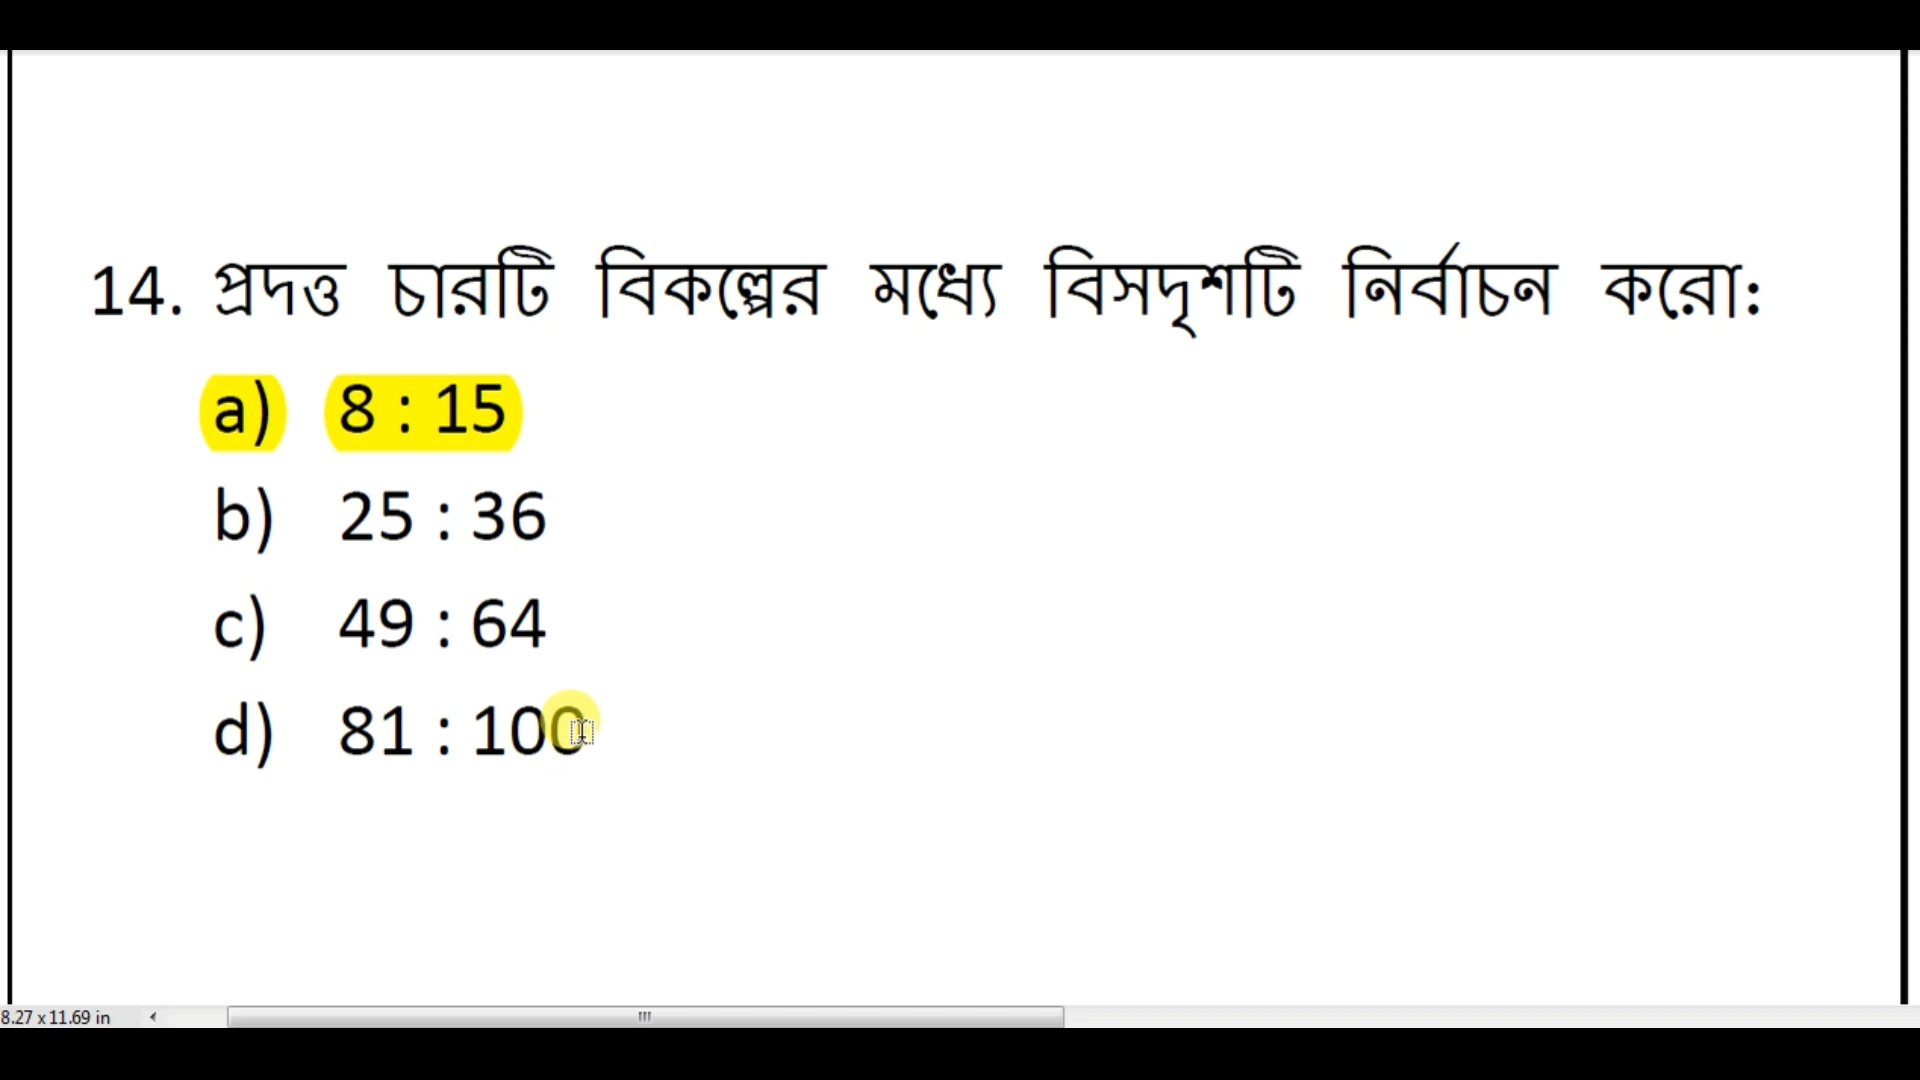 14. প্রদত্ত চারটি বিকল্পের মধ্যে বিসদৃশটি নির্বাচন করো:
a) 8 : 15
b) 25 : 36
c) 49 : 64
d) 81 : 100
8.27 x 11.69 in